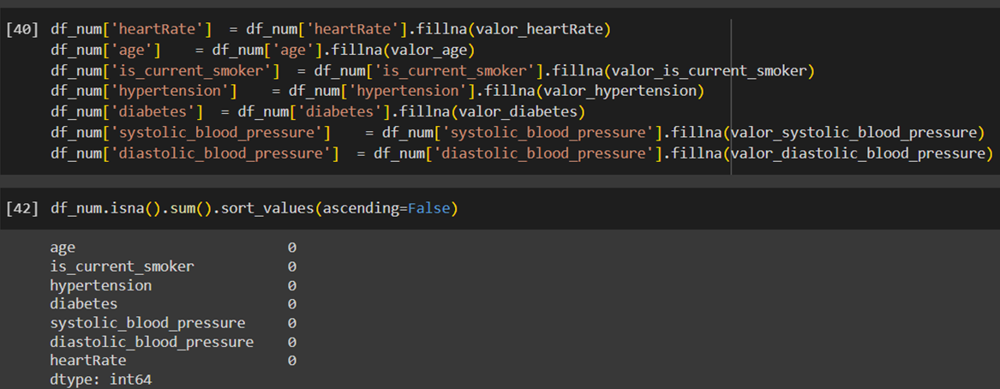 [40] df_num['heartRate']  = df_num['heartRate'].fillna(valor_heartRate)
df_num['age']    = df_num['age'].fillna(valor_age)
df_num['is_current_smoker']  = df_num['is_current_smoker'].fillna(valor_is_current_smoker)
df_num['hypertension']    = df_num['hypertension'].fillna(valor_hypertension)
df_num['diabetes']  = df_num['diabetes'].fillna(valor_diabetes)
df_num['systolic_blood_pressure']    = df_num['systolic_blood_pressure'].fillna(valor_systolic_blood_pressure)
df_num['diastolic_blood_pressure']  = df_num['diastolic_blood_pressure'].fillna(valor_diastolic_blood_pressure)
[42] df_num.isna().sum().sort_values(ascending=False)
age 0
is_current_smoker 0
hypertension 0
diabetes 0
systolic_blood_pressure 0
diastolic_blood_pressure 0
heartRate 0
dtype: int64